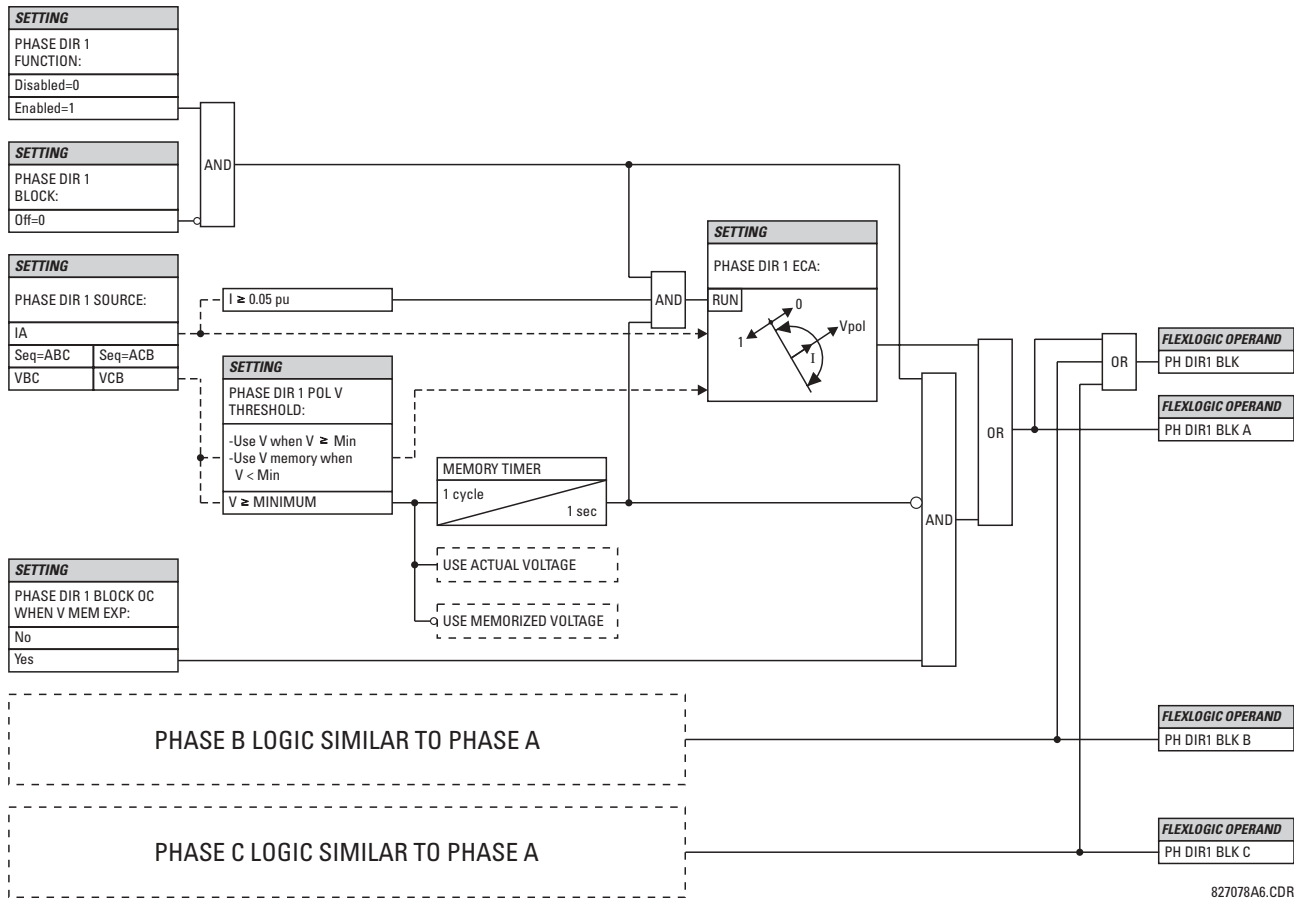 SETTING
PHASE DIR 1
FUNCTION:
Disabled=0
Enabled=1
AND
SETTING
PHASE DIR 1
BLOCK:
Off=0
SETTING
PHASE DIR 1 SOURCE:
IA
Seq=ABC
Seq=ACB
VBC
VCB
I ≥ 0.05 pu
SETTING
PHASE DIR 1 POL V
THRESHOLD:
-Use V when V ≥ Min
-Use V memory when
V < Min
V ≥ MINIMUM
MEMORY TIMER
1 cycle
1 sec
USE ACTUAL VOLTAGE
USE MEMORIZED VOLTAGE
AND
SETTING
PHASE DIR 1 ECA:
RUN
0
1
Vpol
I
AND
OR
OR
FLEXLOGIC OPERAND
PH DIR1 BLK
FLEXLOGIC OPERAND
PH DIR1 BLK A
SETTING
PHASE DIR 1 BLOCK OC
WHEN V MEM EXP:
No
Yes
PHASE B LOGIC SIMILAR TO PHASE A
FLEXLOGIC OPERAND
PH DIR1 BLK B
PHASE C LOGIC SIMILAR TO PHASE A
FLEXLOGIC OPERAND
PH DIR1 BLK C
827078A6.CDR